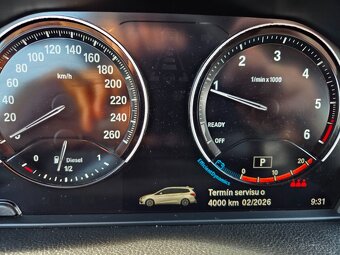 km/h
20
40
60
80
100
120
140
160
180
200
220
240
260
0
Diesel
1/2
1
1/min x 1000
1
2
3
4
5
6
READY
OFF
EfficientDynamics
P
0
10
20
Termín servisu o
4000 km 02/2026
9:31